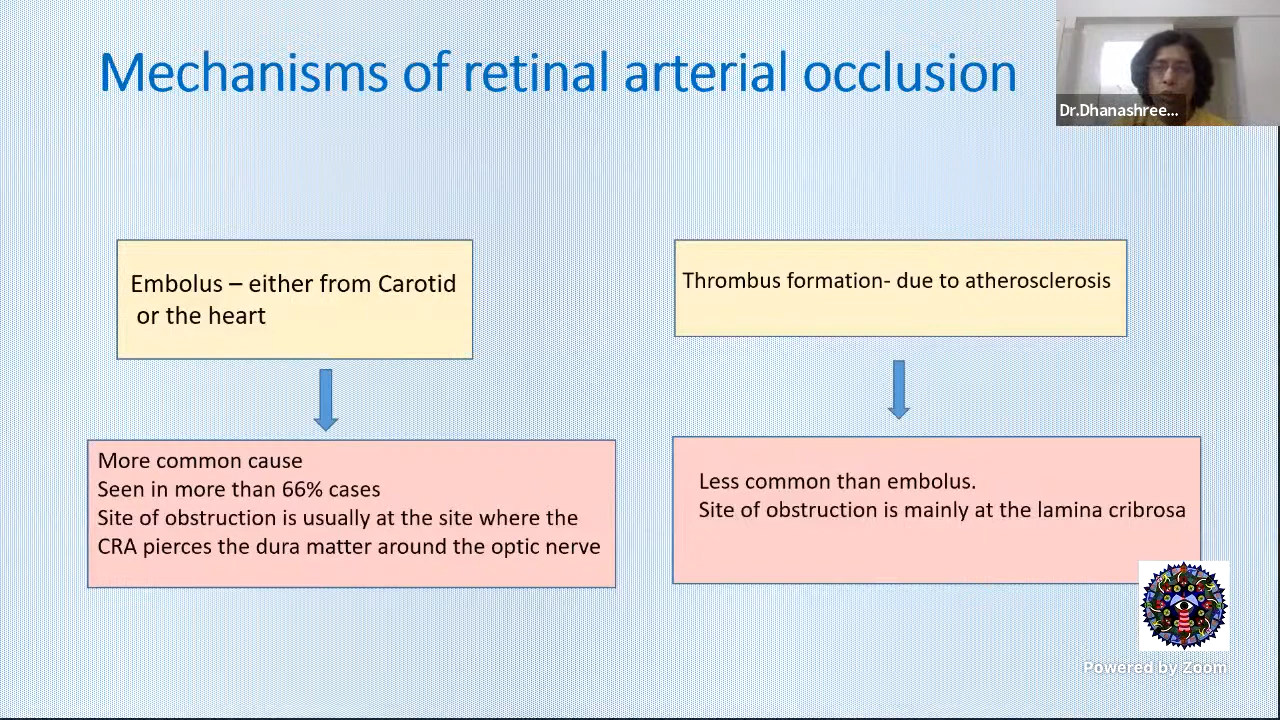 Mechanisms of retinal arterial occlusion
Dr.Dhanashree...
Embolus – either from Carotid
or the heart
Thrombus formation- due to atherosclerosis
More common cause
Seen in more than 66% cases
Site of obstruction is usually at the site where the
CRA pierces the dura matter around the optic nerve
Less common than embolus.
Site of obstruction is mainly at the lamina cribrosa
Powered by Zoom